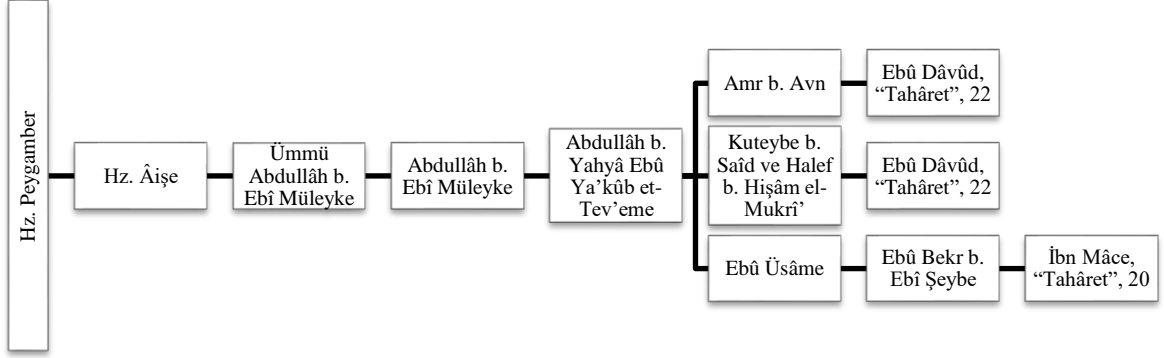 Hz. Peygamber
Hz. Âişe
Ümmü
Abdullâh b.
Ebî Müleyke
Abdullâh b.
Ebî Müleyke
Abdullâh b.
Yahyâ Ebû
Ya’kûb et-
Tev’eme
Amr b. Avn
Ebû Dâvûd,
“Tahâret”, 22
Kuteybe b.
Saîd ve Halef
b. Hişâm el-
Mukrî’
Ebû Dâvûd,
“Tahâret”, 22
Ebû Üsâme
Ebû Bekr b.
Ebî Şeybe
İbn Mâce,
“Tahâret”, 20